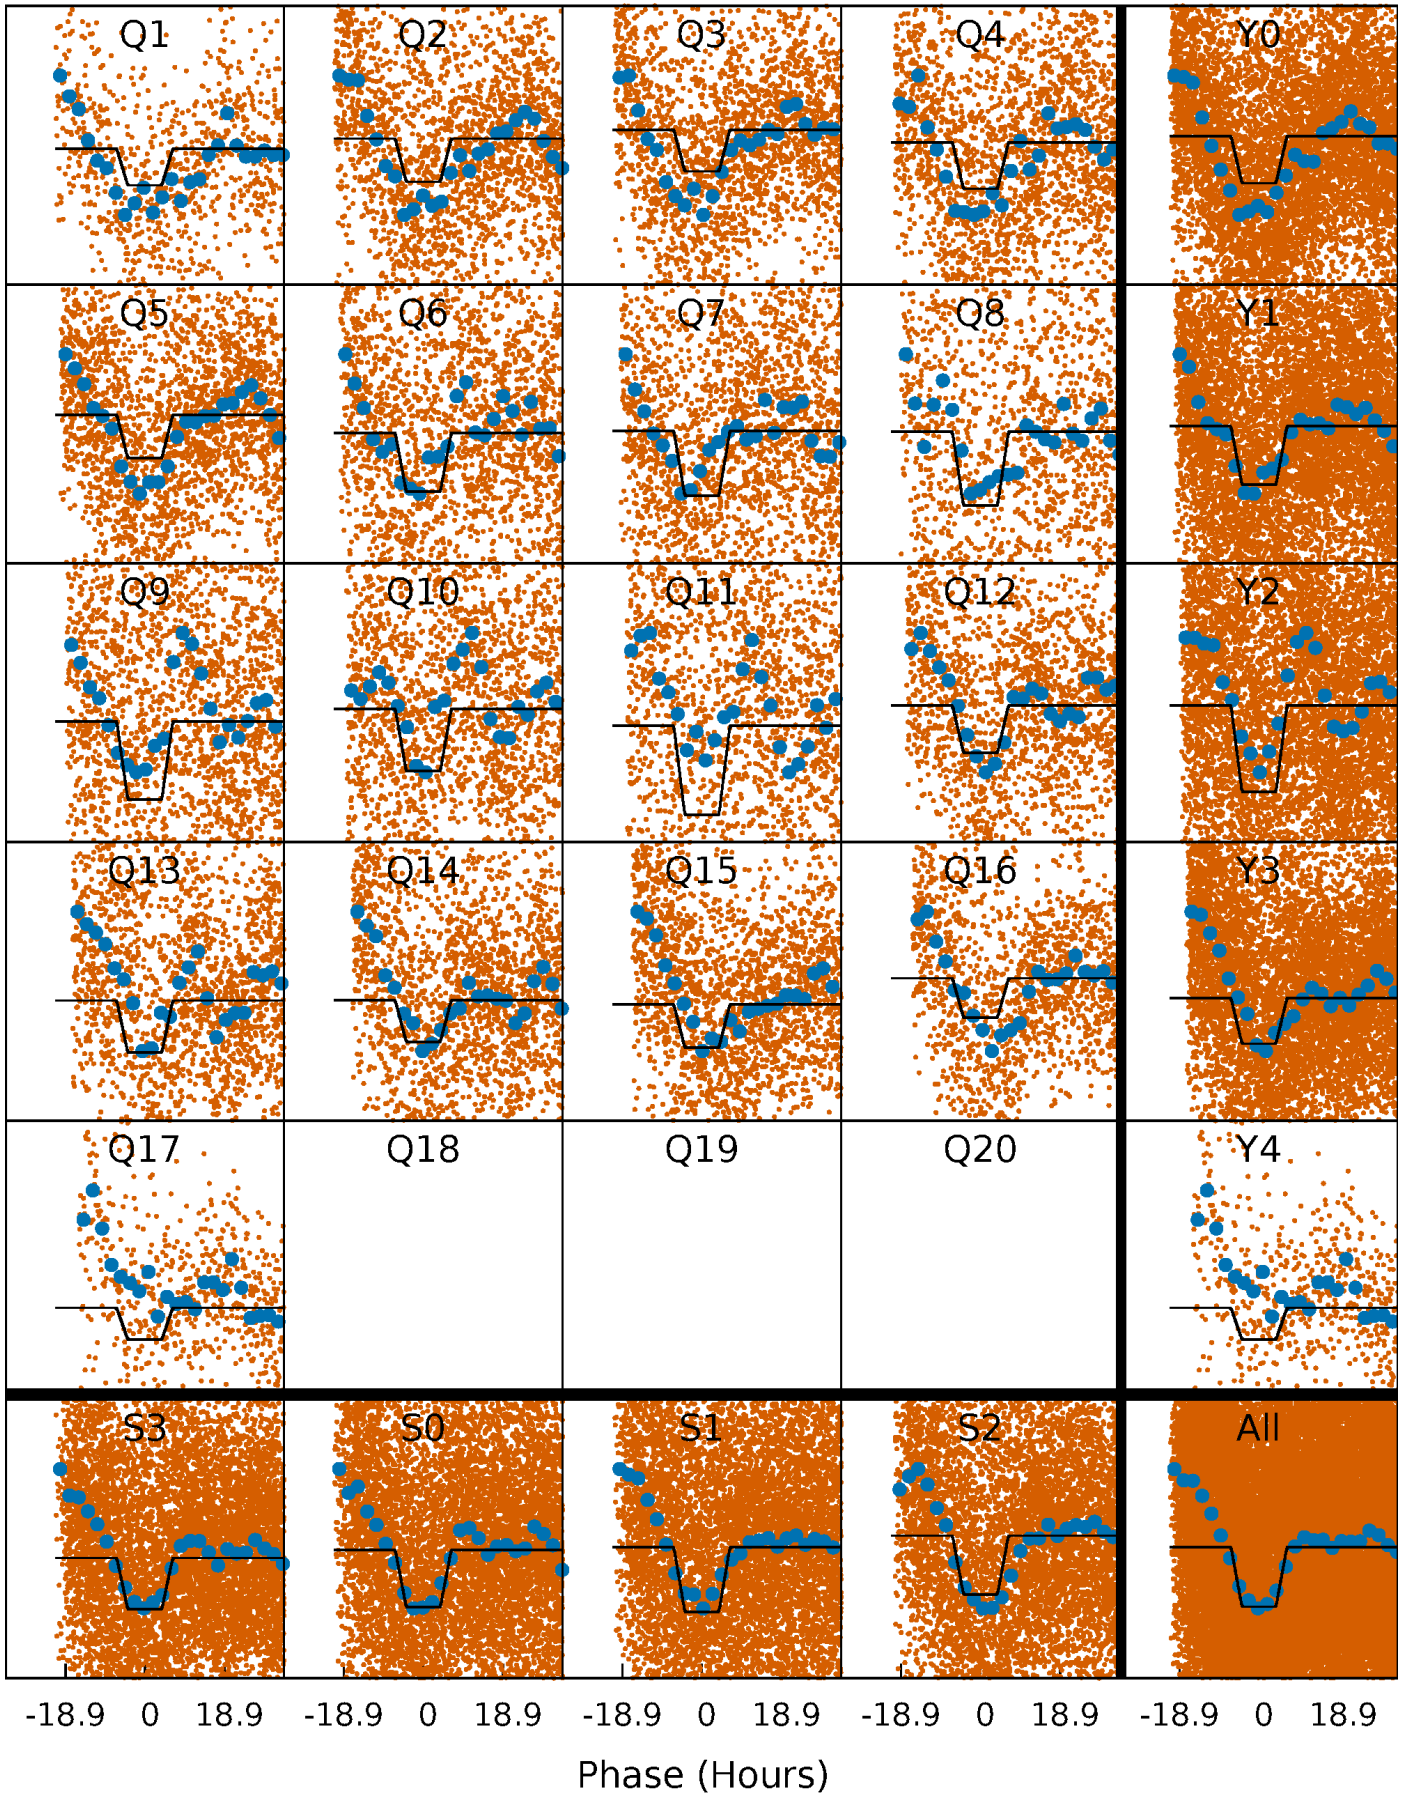 Q1 Q2 Q3 Q4 Y0
Q5 Q6 Q7 Q8 Y1
Q9 Q10 Q11 Q12 Y2
Q13 Q14 Q15 Q16 Y3
Q17 Q18 Q19 Q20 Y4
S3 S0 S1 S2 All
-18.9 0 18.9 -18.9 0 18.9 -18.9 0 18.9 -18.9 0 18.9 -18.9 0 18.9
Phase (Hours)